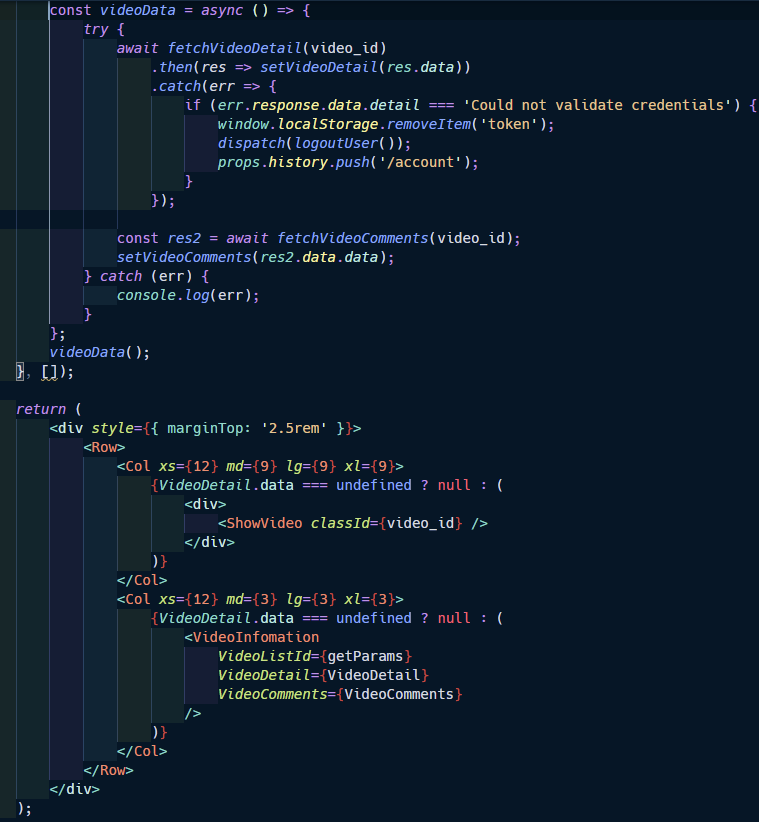 const videoData = async () => {
try {
await fetchVideoDetail(video_id)
.then(res => setVideoDetail(res.data))
.catch(err => {
if (err.response.data.detail === 'Could not validate credentials') {
window.localStorage.removeItem('token');
dispatch(logoutUser());
props.history.push('/account');
}
});
const res2 = await fetchVideoComments(video_id);
setVideoComments(res2.data.data);
} catch (err) {
console.log(err);
}
};
videoData();
}, []);
return (
<div style={{ marginTop: '2.5rem' }}>
<Row>
<Col xs={12} md={9} lg={9} xl={9}>
{VideoDetail.data === undefined ? null : (
<div>
<ShowVideo classId={video_id} />
</div>
)}
</Col>
<Col xs={12} md={3} lg={3} xl={3}>
{VideoDetail.data === undefined ? null : (
<VideoInfomation
VideoListId={getParams}
VideoDetail={VideoDetail}
VideoComments={VideoComments}
/>
)}
</Col>
</Row>
</div>
);